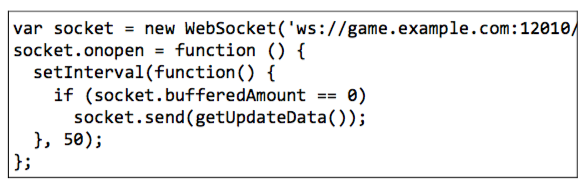 var socket = new WebSocket('ws://game.example.com:12010/
socket.onopen = function () {
  setInterval(function() {
    if (socket.bufferedAmount == 0)
      socket.send(getUpdateData());
  }, 50);
};